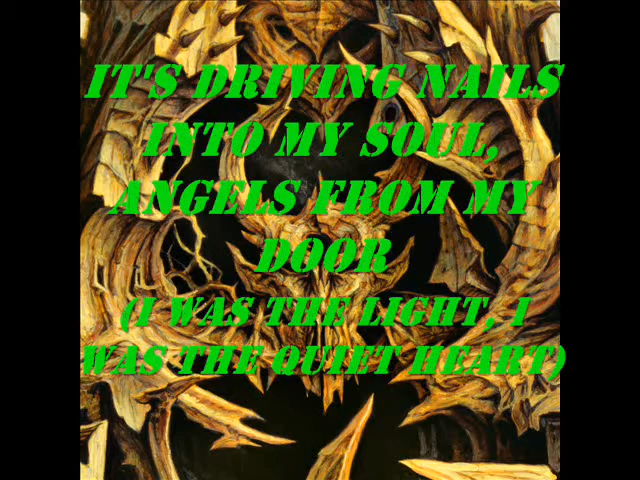 IT'S DRIVING NAILS
INTO MY SOUL,
ANGELS FROM MY
DOOR
(I WAS THE LIGHT, I
WAS THE QUIET HEART)